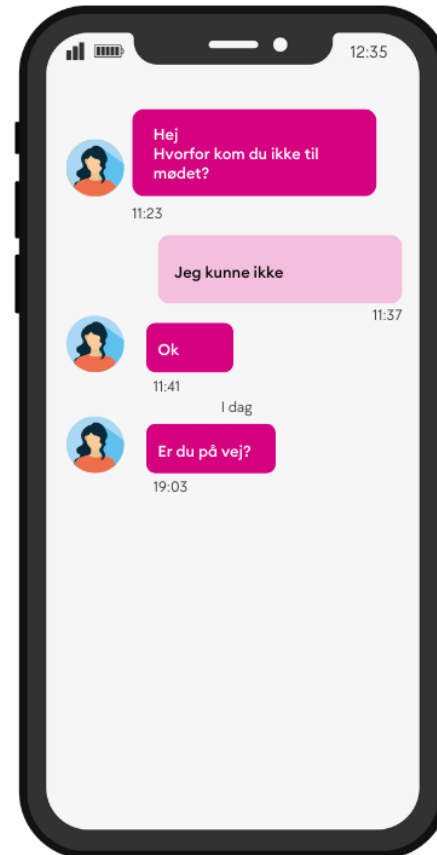 12:35
Hej
Hvorfor kom du ikke til
mødet?
11:23
Jeg kunne ikke
11:37
Ok
11:41
I dag
Er du på vej?
19:03